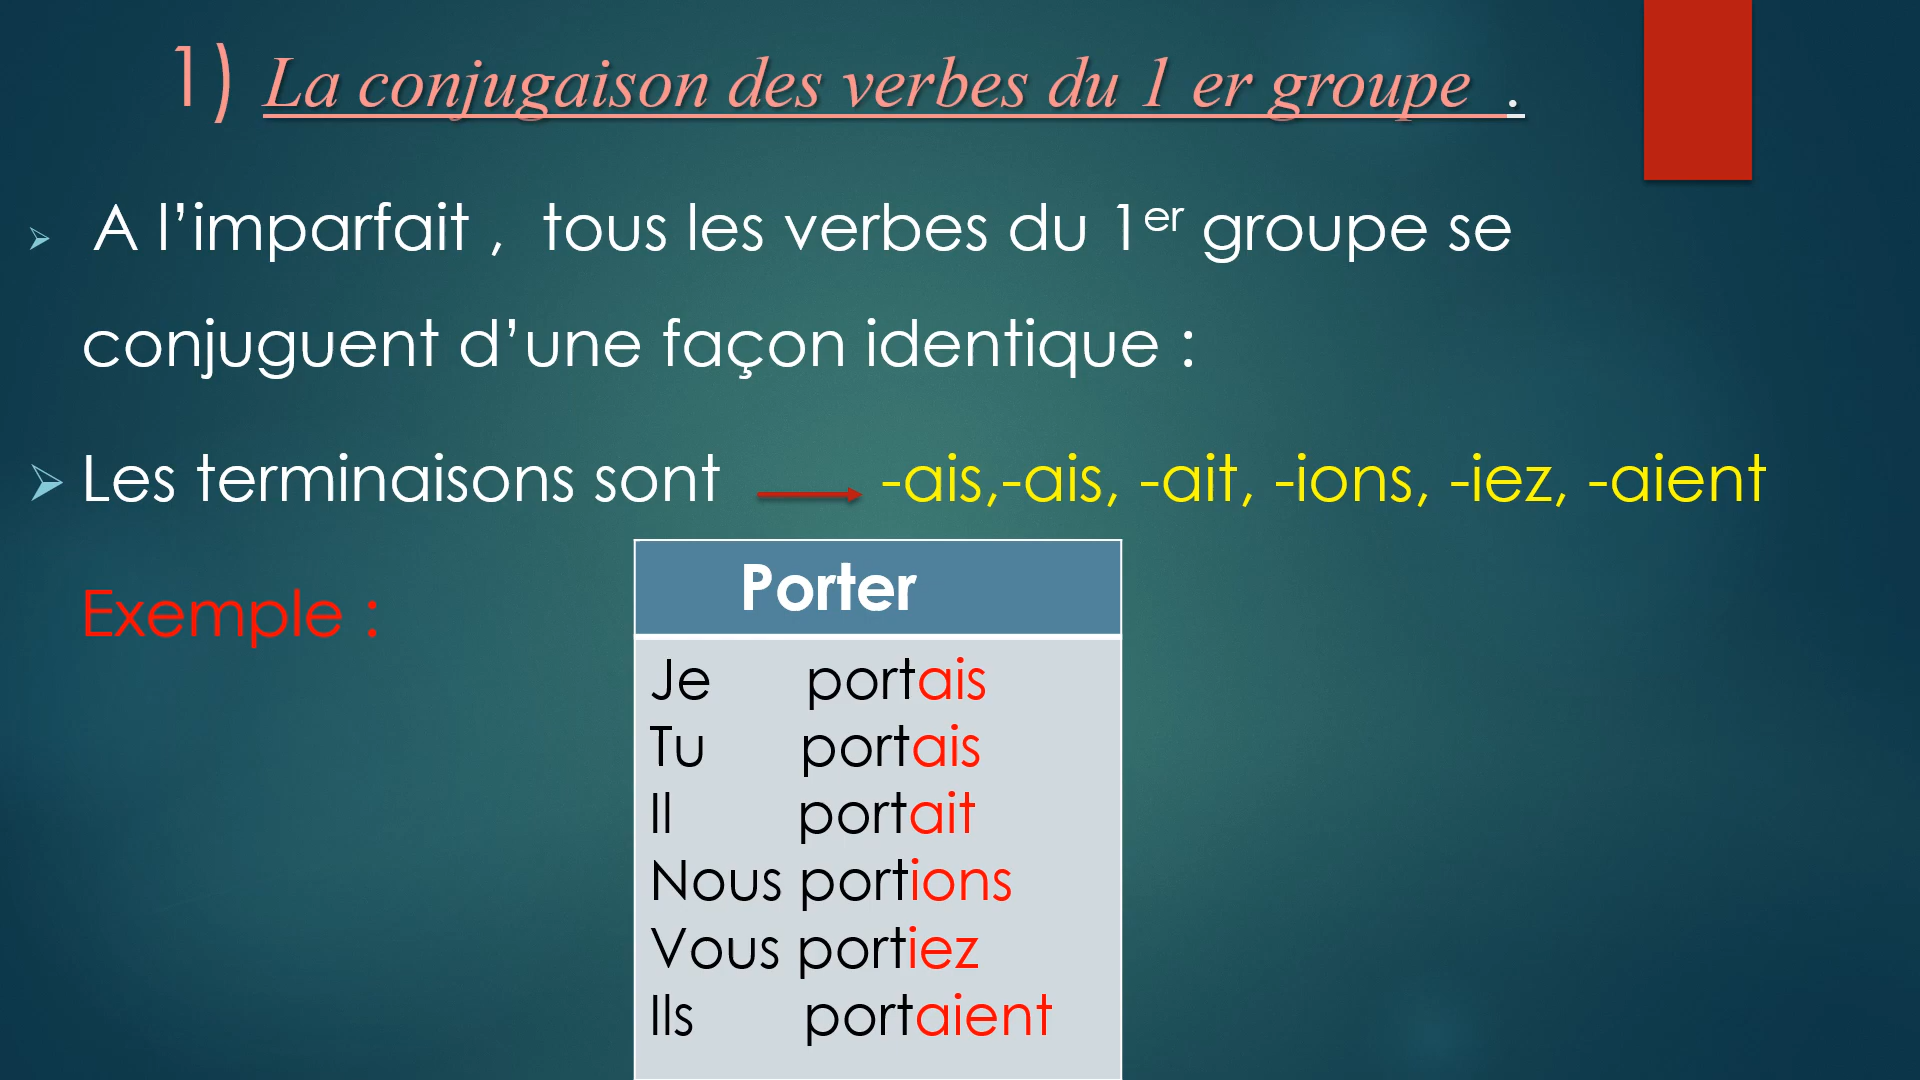 1) La conjugaison des verbes du 1 er groupe .
A l’imparfait , tous les verbes du 1er groupe se
conjuguent d’une façon identique :
Les terminaisons sont -ais,-ais, -ait, -ions, -iez, -aient
Exemple :
Porter
Je portais
Tu portais
Il portait
Nous portions
Vous portiez
Ils portaient